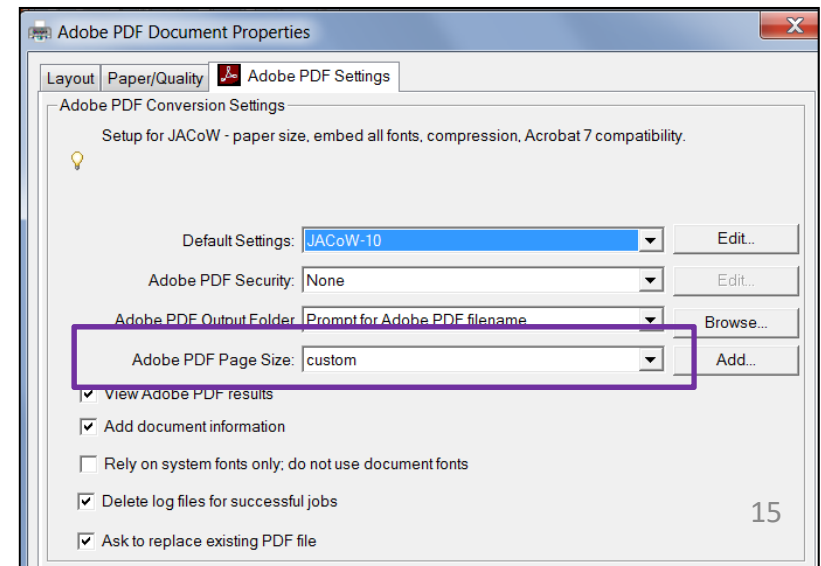 Adobe PDF Document Properties
X
Layout Paper/Quality Adobe PDF Settings
Adobe PDF Conversion Settings
Setup for JACoW - paper size, embed all fonts, compression, Acrobat 7 compatibility.
Default Settings: JACoW-10 Edit...
Adobe PDF Security: None Edit...
Adobe PDF Output Folder Prompt for Adobe PDF filename Browse...
Adobe PDF Page Size: custom Add...
View Adobe PDF results
Add document information
Rely on system fonts only; do not use document fonts
Delete log files for successful jobs
15
Ask to replace existing PDF file